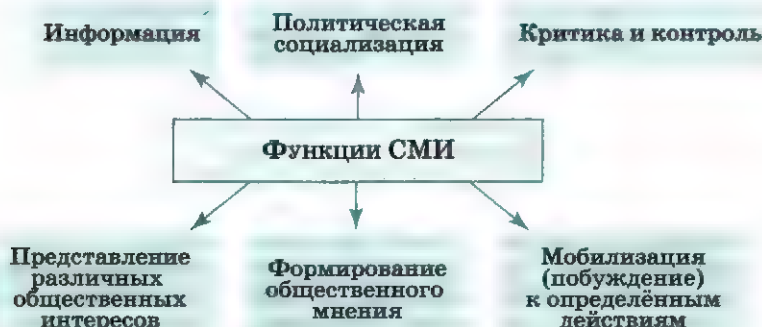 Информация
Политическая
социализация
Критика и контроль
Функции СМИ
Представление
различных
общественных
интересов
Формирование
общественного
мнения
Мобилизация
(побуждение)
к определённым
действиям